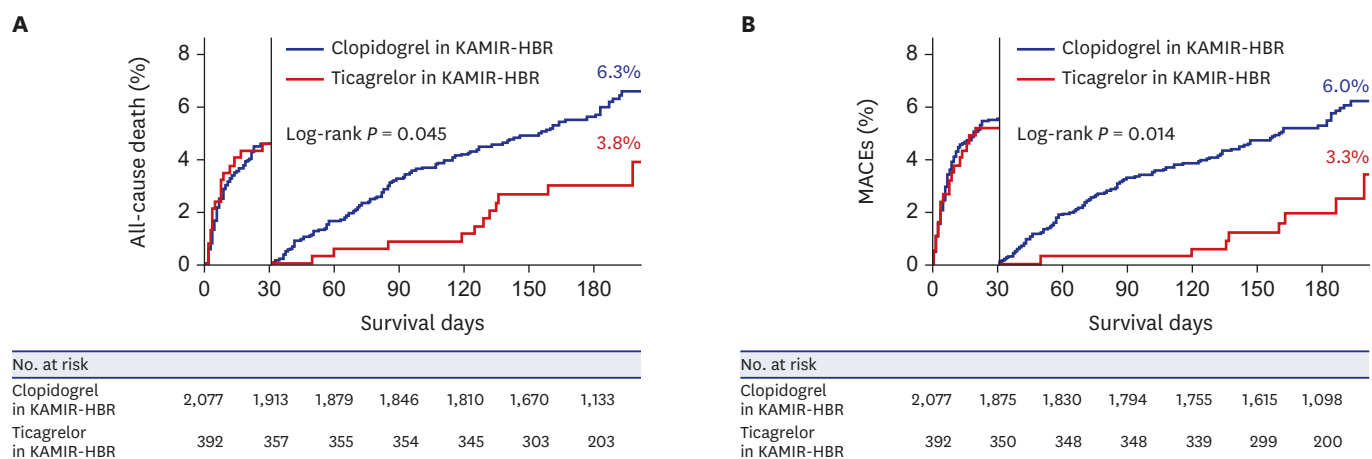 A
All-cause death (%)
8
6
4
2
0
Clopidogrel in KAMIR-HBR
Ticagrelor in KAMIR-HBR
6.3%
Log-rank P = 0.045
3.8%
0 30 60 90 120 150 180
Survival days
No. at risk
Clopidogrel
in KAMIR-HBR
2,077 1,913 1,879 1,846 1,810 1,670 1,133
Ticagrelor
in KAMIR-HBR
392 357 355 354 345 303 203
B
MACEs (%)
8
6
4
2
0
Clopidogrel in KAMIR-HBR
Ticagrelor in KAMIR-HBR
6.0%
Log-rank P = 0.014
3.3%
0 30 60 90 120 150 180
Survival days
No. at risk
Clopidogrel
in KAMIR-HBR
2,077 1,875 1,830 1,794 1,755 1,615 1,098
Ticagrelor
in KAMIR-HBR
392 350 348 348 339 299 200